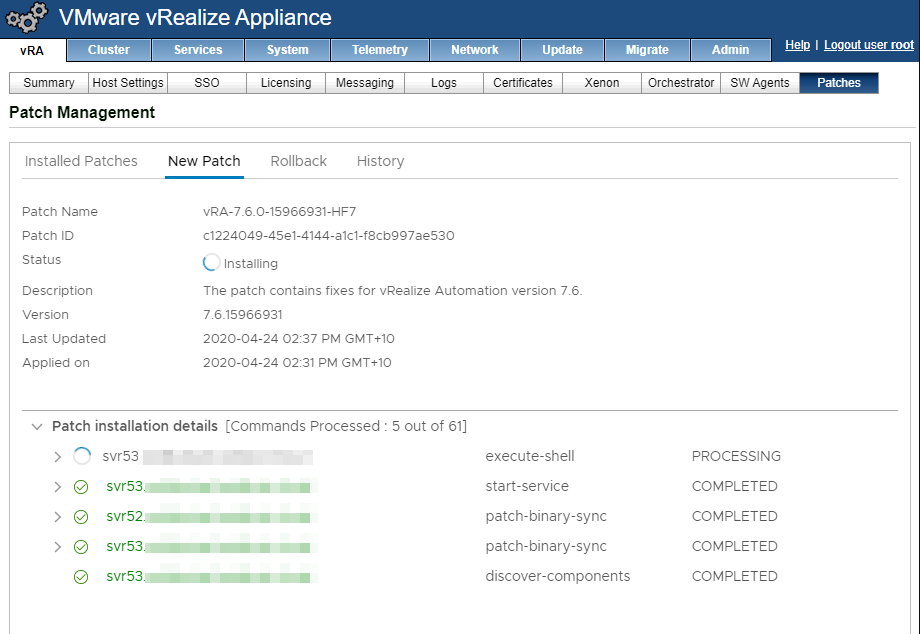 VMware vRealize Appliance
vRA Cluster Services System Telemetry Network Update Migrate Admin Help | Logout user root
Summary Host Settings SSO Licensing Messaging Logs Certificates Xenon Orchestrator SW Agents Patches
Patch Management
Installed Patches New Patch Rollback History
Patch Name vRA-7.6.0-15966931-HF7
Patch ID c1224049-45e1-4144-a1c1-f8cb997ae530
Status Installing
Description The patch contains fixes for vRealize Automation version 7.6.
Version 7.6.15966931
Last Updated 2020-04-24 02:37 PM GMT+10
Applied on 2020-04-24 02:31 PM GMT+10
Patch installation details [Commands Processed : 5 out of 61]
svr53 execute-shell PROCESSING
svr53. start-service COMPLETED
svr52. patch-binary-sync COMPLETED
svr53. patch-binary-sync COMPLETED
svr53. discover-components COMPLETED